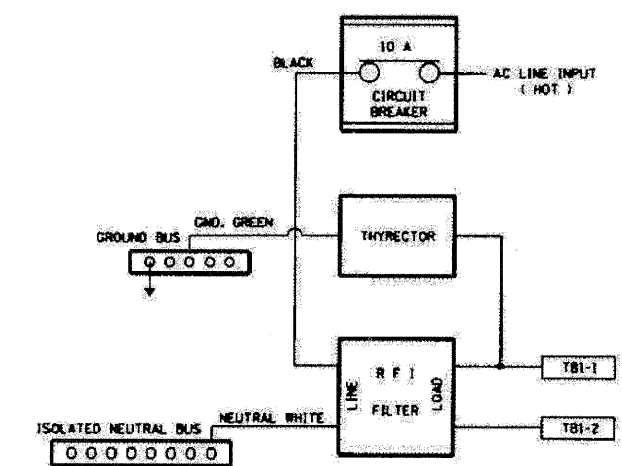 10 A
BLACK
AC LINE INPUT
( HOT )
CIRCUIT
BREAKER
GND. GREEN
GROUND BUS
THYRECTOR
LINE
R F I
FILTER
LOAD
TB1-1
NEUTRAL WHITE
ISOLATED NEUTRAL BUS
TB1-2